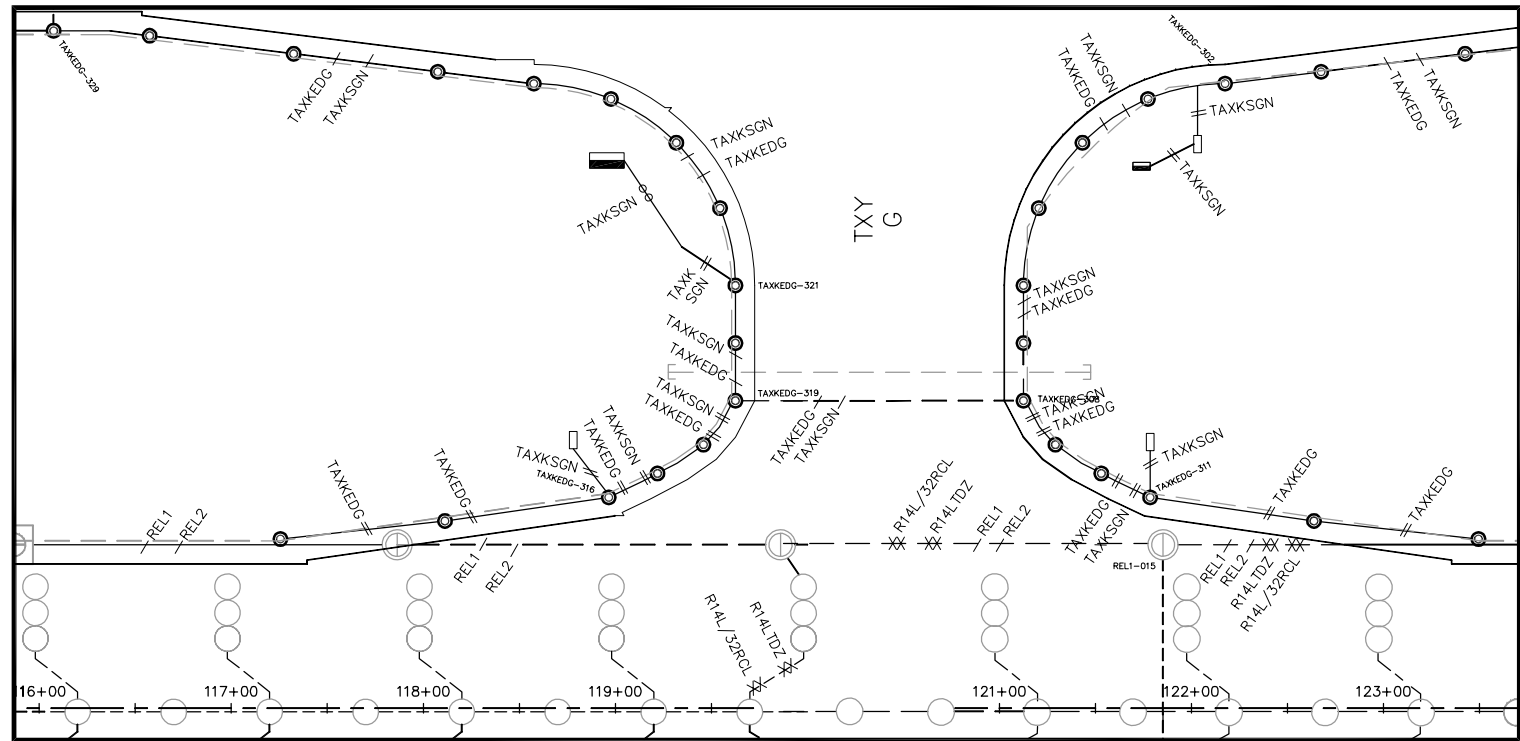 TAXKEDG-329
TAXKEDG
TAXKSGN
TAXKSGN
TAXKEDG
TAXKSGN
TAXK
SGN
TAXKEDG-321
TAXKSGN
TAXKEDG
TAXKEDG-319
TAXKSGN
TAXKEDG
TAXKSGN
TAXKEDG
TAXKSGN
TAXKEDG-316
TAXKEDG
TAXKEDG
TXY
G
TAXKEDG
TAXKSGN
TAXKEDG-302
TAXKSGN
TAXKEDG
TAXKSGN
TAXKSGN
TAXKSGN
TAXKEDG
TAXKSGN
TAXKEDG
TAXKSGN
TAXKEDG
TAXKSGN
TAXKEDG-311
TAXKEDG
TAXKSGN
TAXKEDG
TAXKEDG
REL1
REL2
REL1
REL2
R14L/32RCL
R14LTDZ
REL1
REL2
REL1-015
REL1
REL2
R14LTDZ
R14L/32RCL
R14L/32RCL
R14LTDZ
116+00
117+00
118+00
119+00
121+00
122+00
123+00